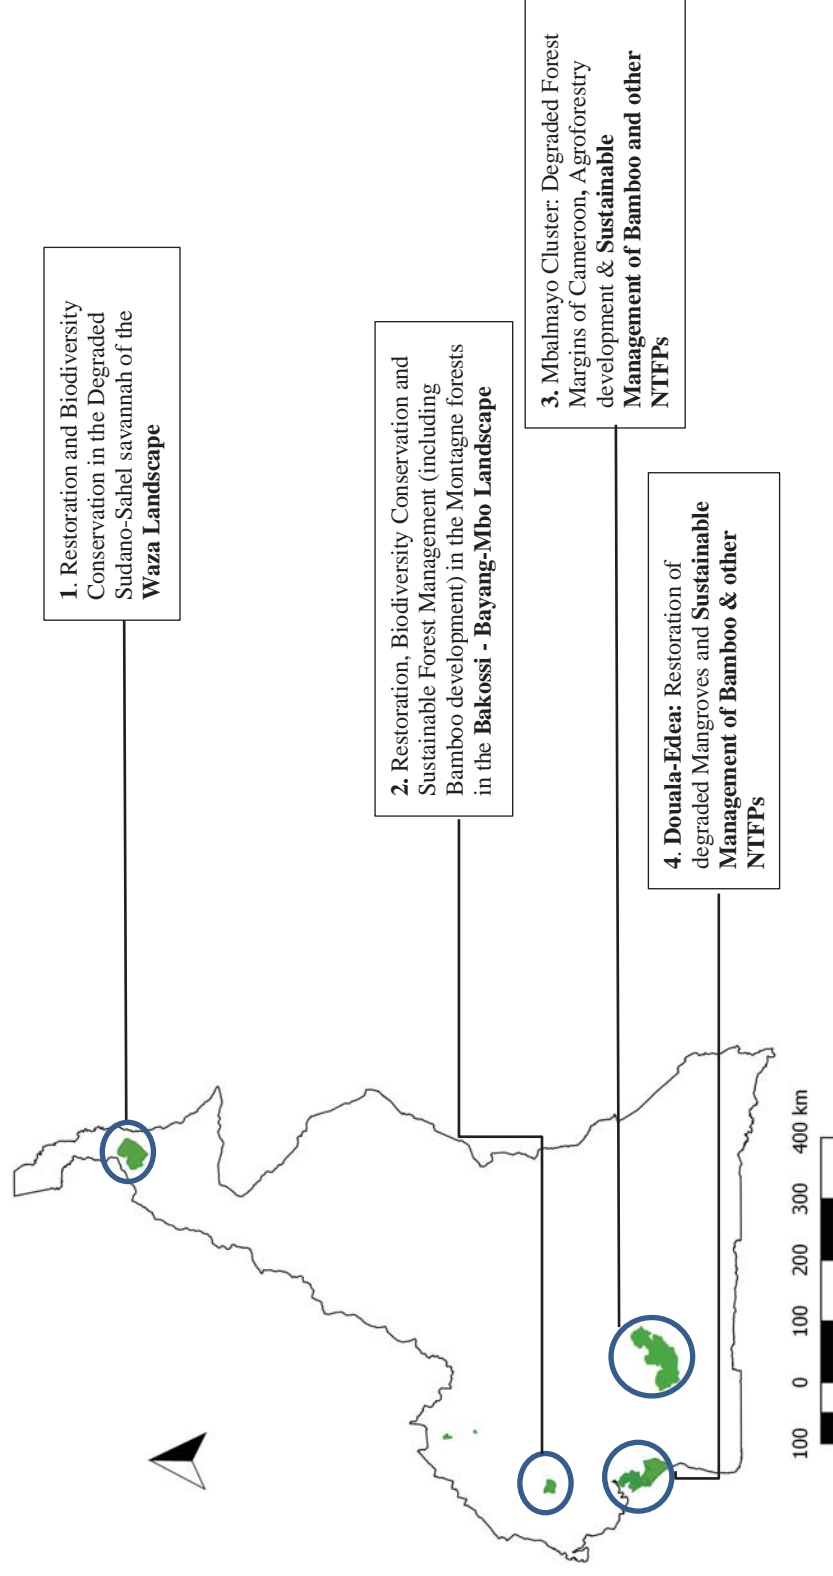 1. Restoration and Biodiversity
Conservation in the Degraded
Sudano-Sahel savannah of the
Waza Landscape
2. Restoration, Biodiversity Conservation and
Sustainable Forest Management (including
Bamboo development) in the Montagne forests
in the Bakossi - Bayang-Mbo Landscape
3. Mbalmayo Cluster: Degraded Forest
Margins of Cameroon, Agroforestry
development & Sustainable
Management of Bamboo and other
NTFPs
4. Douala-Edea: Restoration of
degraded Mangroves and Sustainable
Management of Bamboo & other
NTFPs
100 0 100 200 300 400 km